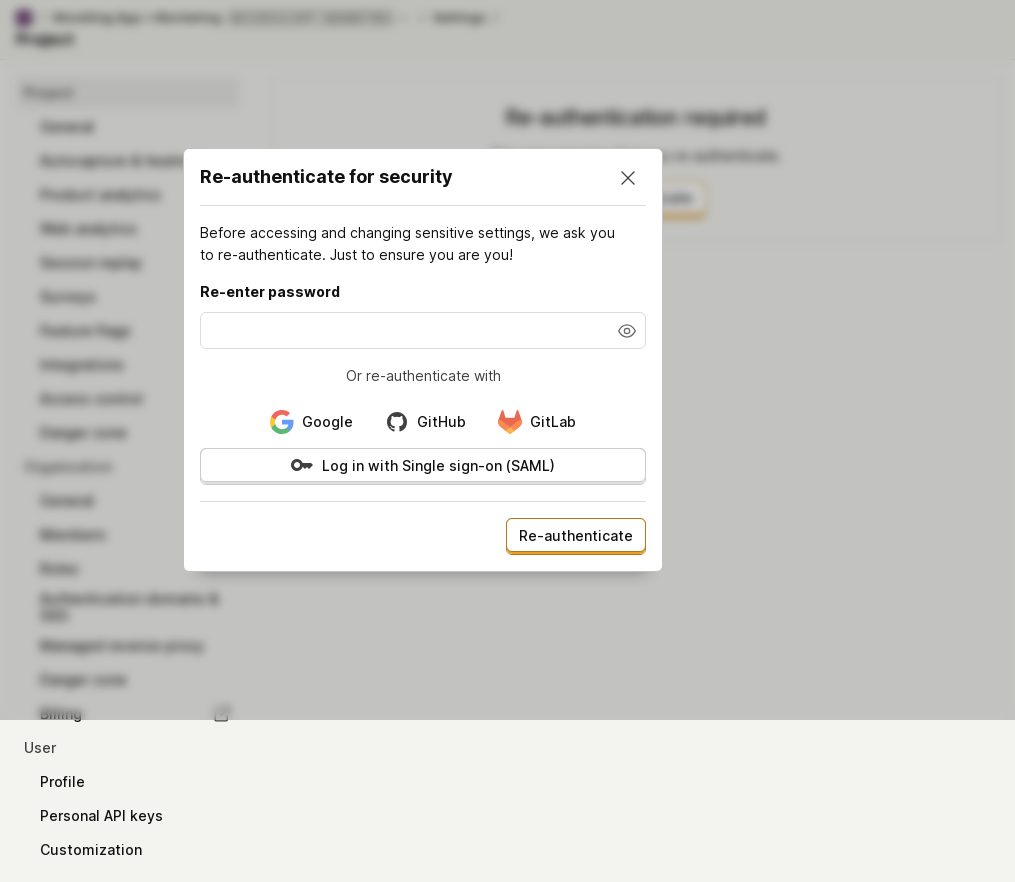 Settings
Project
Project
General
Product analytics
Web analytics
Session replay
Surveys
Feature flags
Integrations
Access control
Danger zone
Organization
General
Members
Roles
Authentication domains &
SSO
Managed reverse proxy
Danger zone
Billing
User
Profile
Personal API keys
Customization
Re-authentication required
re-authenticate.
Re-authenticate for security
Before accessing and changing sensitive settings, we ask you
to re-authenticate. Just to ensure you are you!
Re-enter password
Or re-authenticate with
Google
GitHub
GitLab
Log in with Single sign-on (SAML)
Re-authenticate